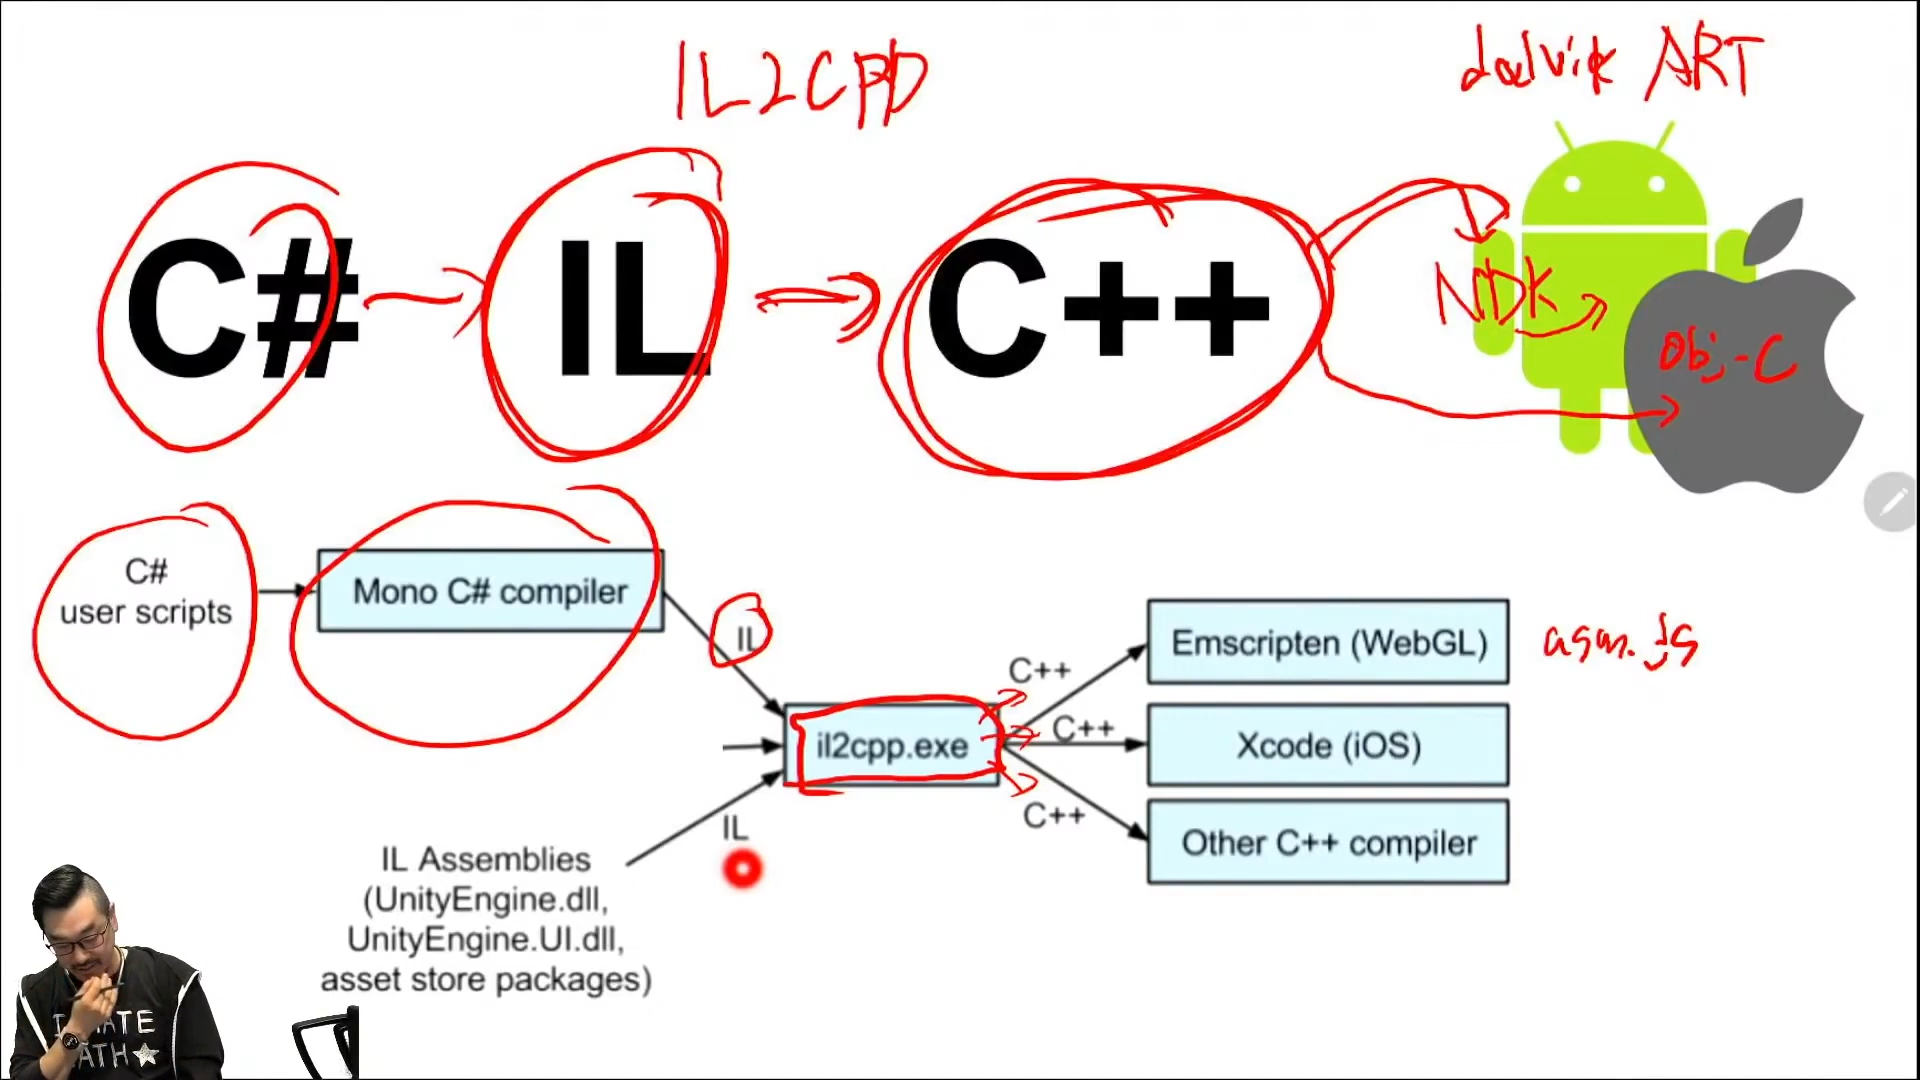 IL2CPP
dalvik ART
C# IL C++
NDK
Obj-C
C#
user scripts
Mono C# compiler
IL
Emscripten (WebGL)
asm.js
C++
il2cpp.exe
C++
Xcode (iOS)
C++
Other C++ compiler
IL
IL Assemblies
(UnityEngine.dll,
UnityEngine.UI.dll,
asset store packages)